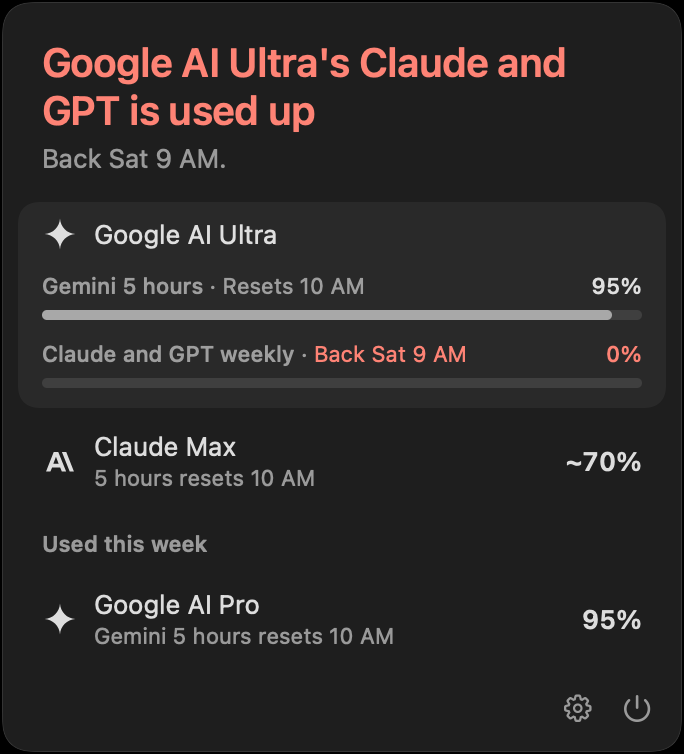 Google AI Ultra's Claude and
GPT is used up
Back Sat 9 AM.
Google AI Ultra
Gemini 5 hours · Resets 10 AM
95%
Claude and GPT weekly · Back Sat 9 AM
0%
Claude Max
5 hours resets 10 AM
~70%
Used this week
Google AI Pro
Gemini 5 hours resets 10 AM
95%